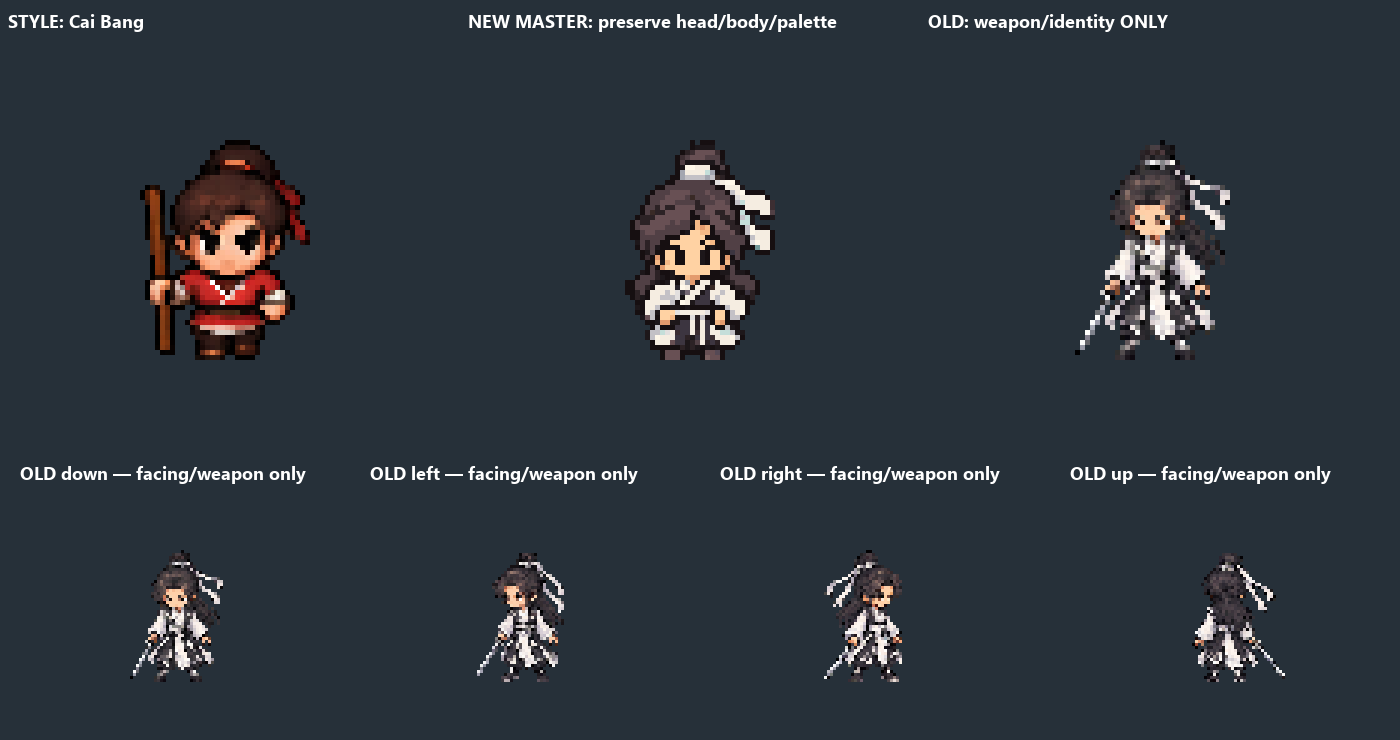 STYLE: Cai Bang
NEW MASTER: preserve head/body/palette
OLD: weapon/identity ONLY
OLD down — facing/weapon only
OLD left — facing/weapon only
OLD right — facing/weapon only
OLD up — facing/weapon only